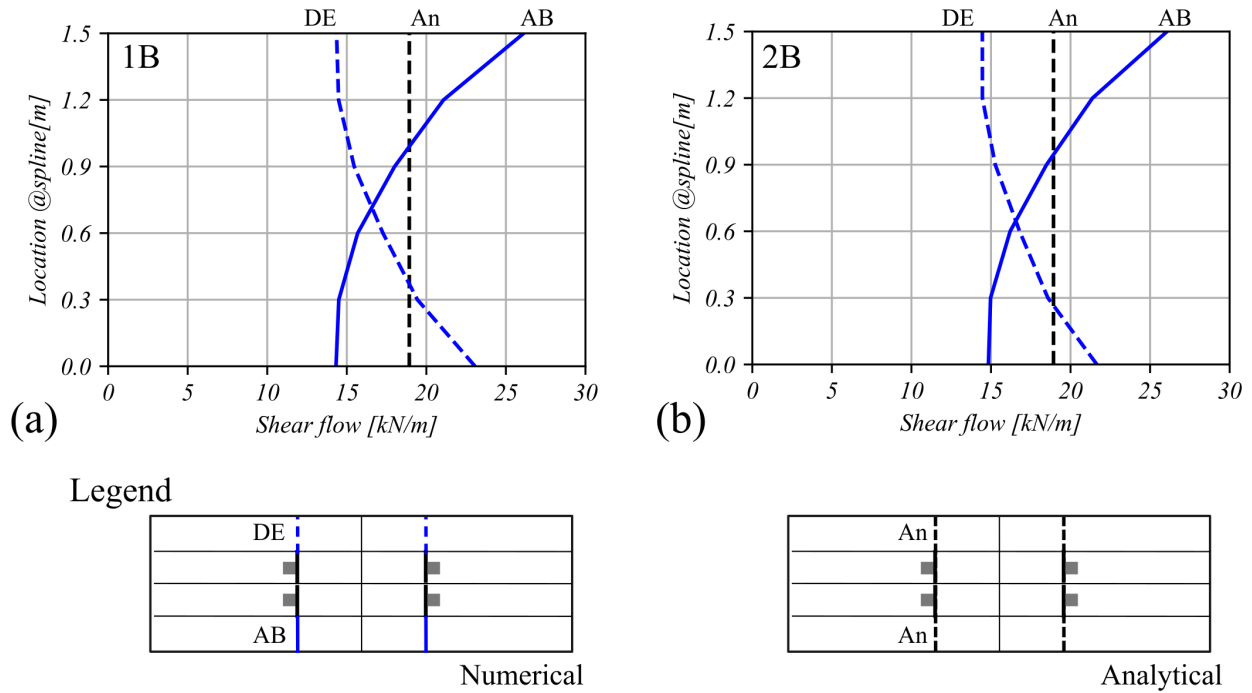 DE An AB
1B
1.5
1.2
0.9
0.6
0.3
0.0
Location @spline[m]
0 5 10 15 20 25 30
Shear flow [kN/m]
(a)
DE An AB
2B
1.5
1.2
0.9
0.6
0.3
0.0
Location @spline[m]
0 5 10 15 20 25 30
Shear flow [kN/m]
(b)
Legend
DE
AB
Numerical
An
An
Analytical